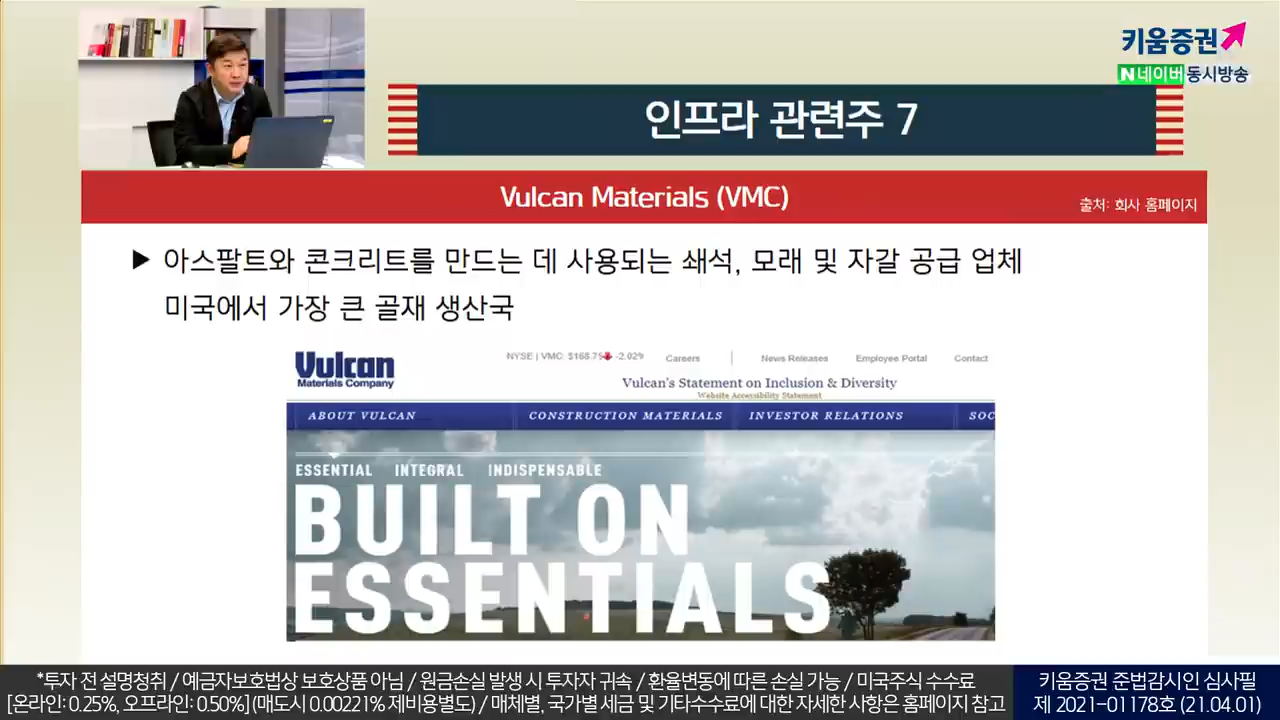 키움증권
N 네이버 동시방송
인프라 관련주 7
Vulcan Materials (VMC)
출처: 회사 홈페이지
▶ 아스팔트와 콘크리트를 만드는 데 사용되는 쇄석, 모래 및 자갈 공급 업체
미국에서 가장 큰 골재 생산국
Vulcan
Materials Company
NYSE | VMC: $168.75 -2.02%
Careers | News Releases Employee Portal Contact
Vulcan's Statement on Inclusion & Diversity
Website Accessibility Statement
ABOUT VULCAN CONSTRUCTION MATERIALS INVESTOR RELATIONS SOC
ESSENTIAL INTEGRAL INDISPENSABLE
BUILT ON
ESSENTIALS
*투자 전 설명청취 / 예금자보호법상 보호상품 아님 / 원금손실 발생 시 투자자 귀속 / 환율변동에 따른 손실 가능 / 미국주식 수수료
[온라인: 0.25%, 오프라인: 0.50%] (매도시 0.00221% 제비용별도) / 매체별, 국가별 세금 및 기타수수료에 대한 자세한 사항은 홈페이지 참고
키움증권 준법감시인 심사필
제 2021-01178호 (21.04.01)